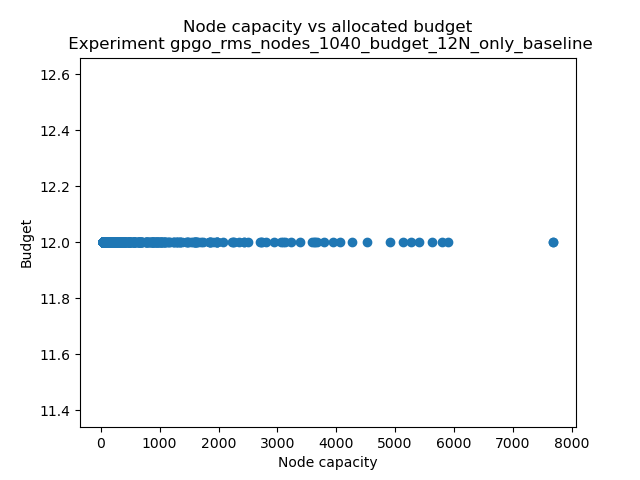 Node capacity vs allocated budget
Experiment gpgo_rms_nodes_1040_budget_12N_only_baseline
12.6
12.4
12.2
12.0
11.8
11.6
11.4
Budget
0 1000 2000 3000 4000 5000 6000 7000 8000
Node capacity